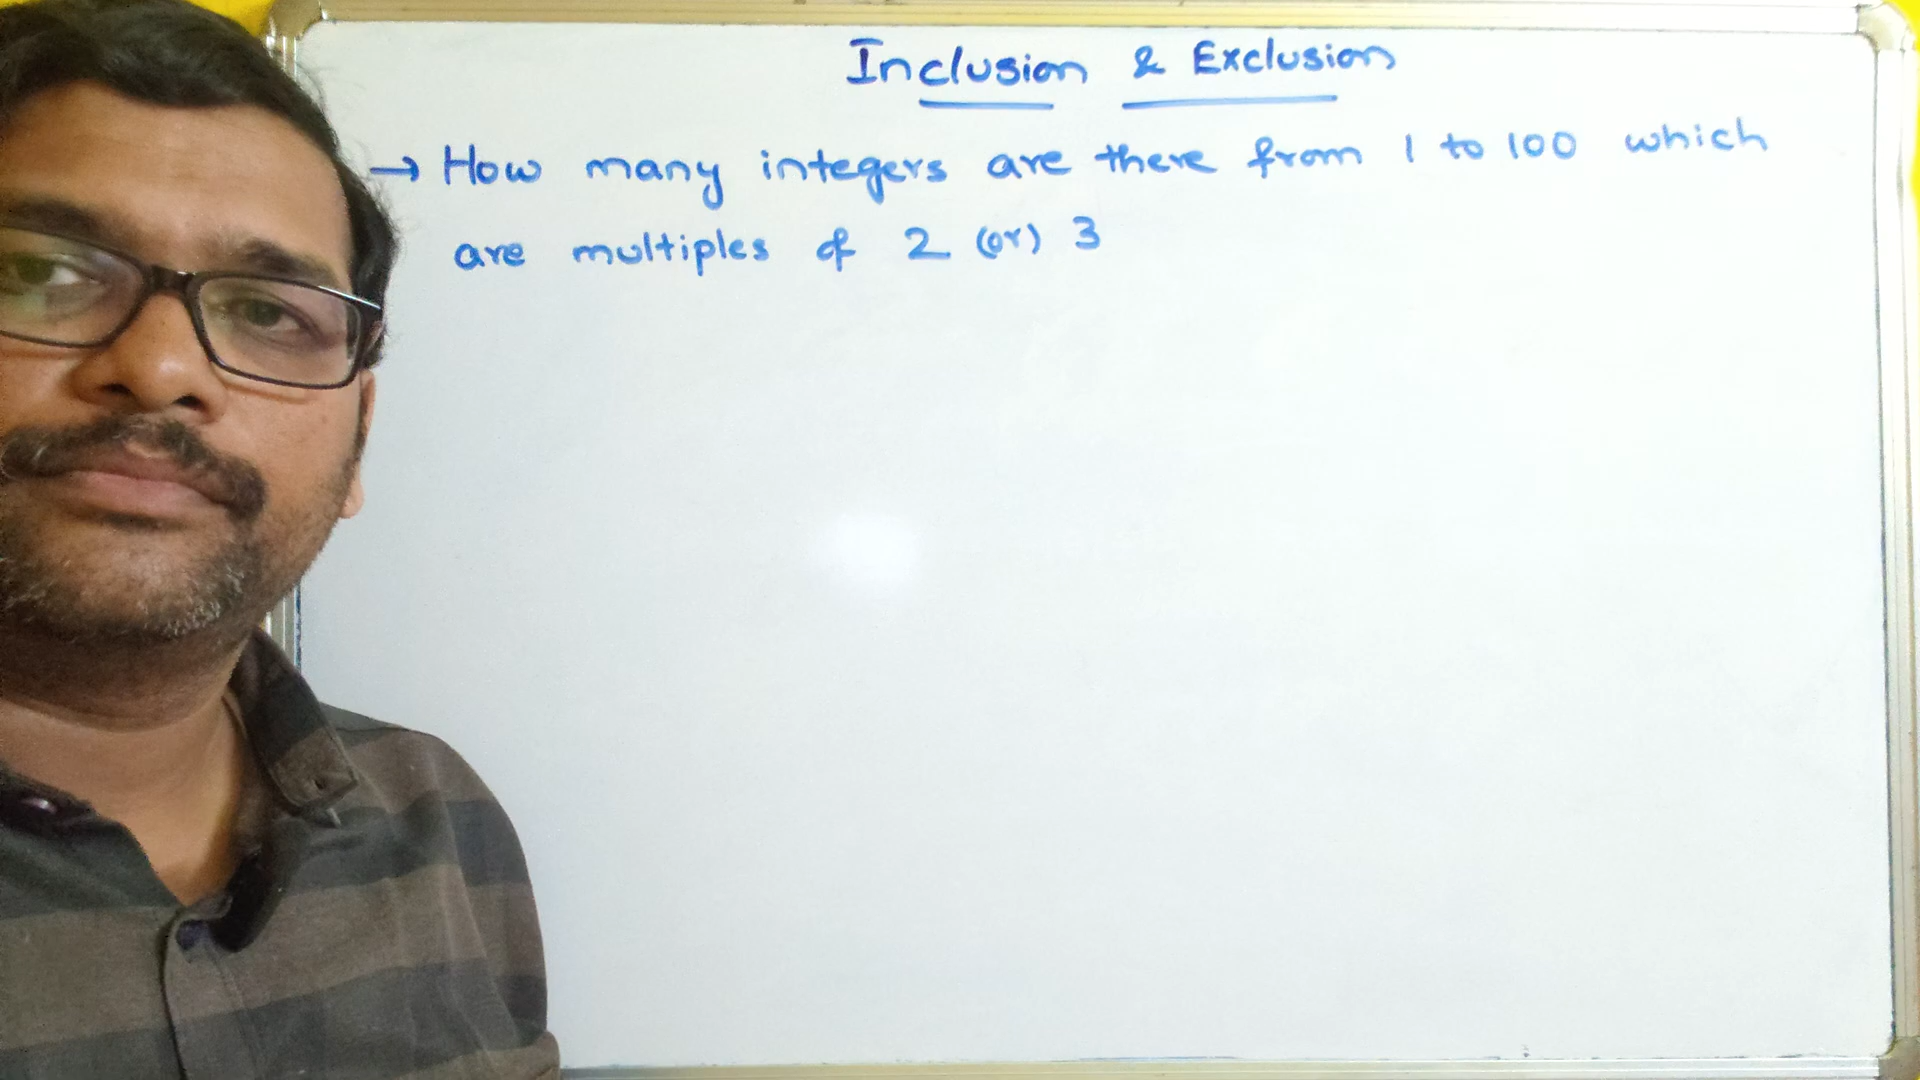 Inclusion & Exclusion
→ How many integers are there from 1 to 100 which
are multiples of 2 (or) 3